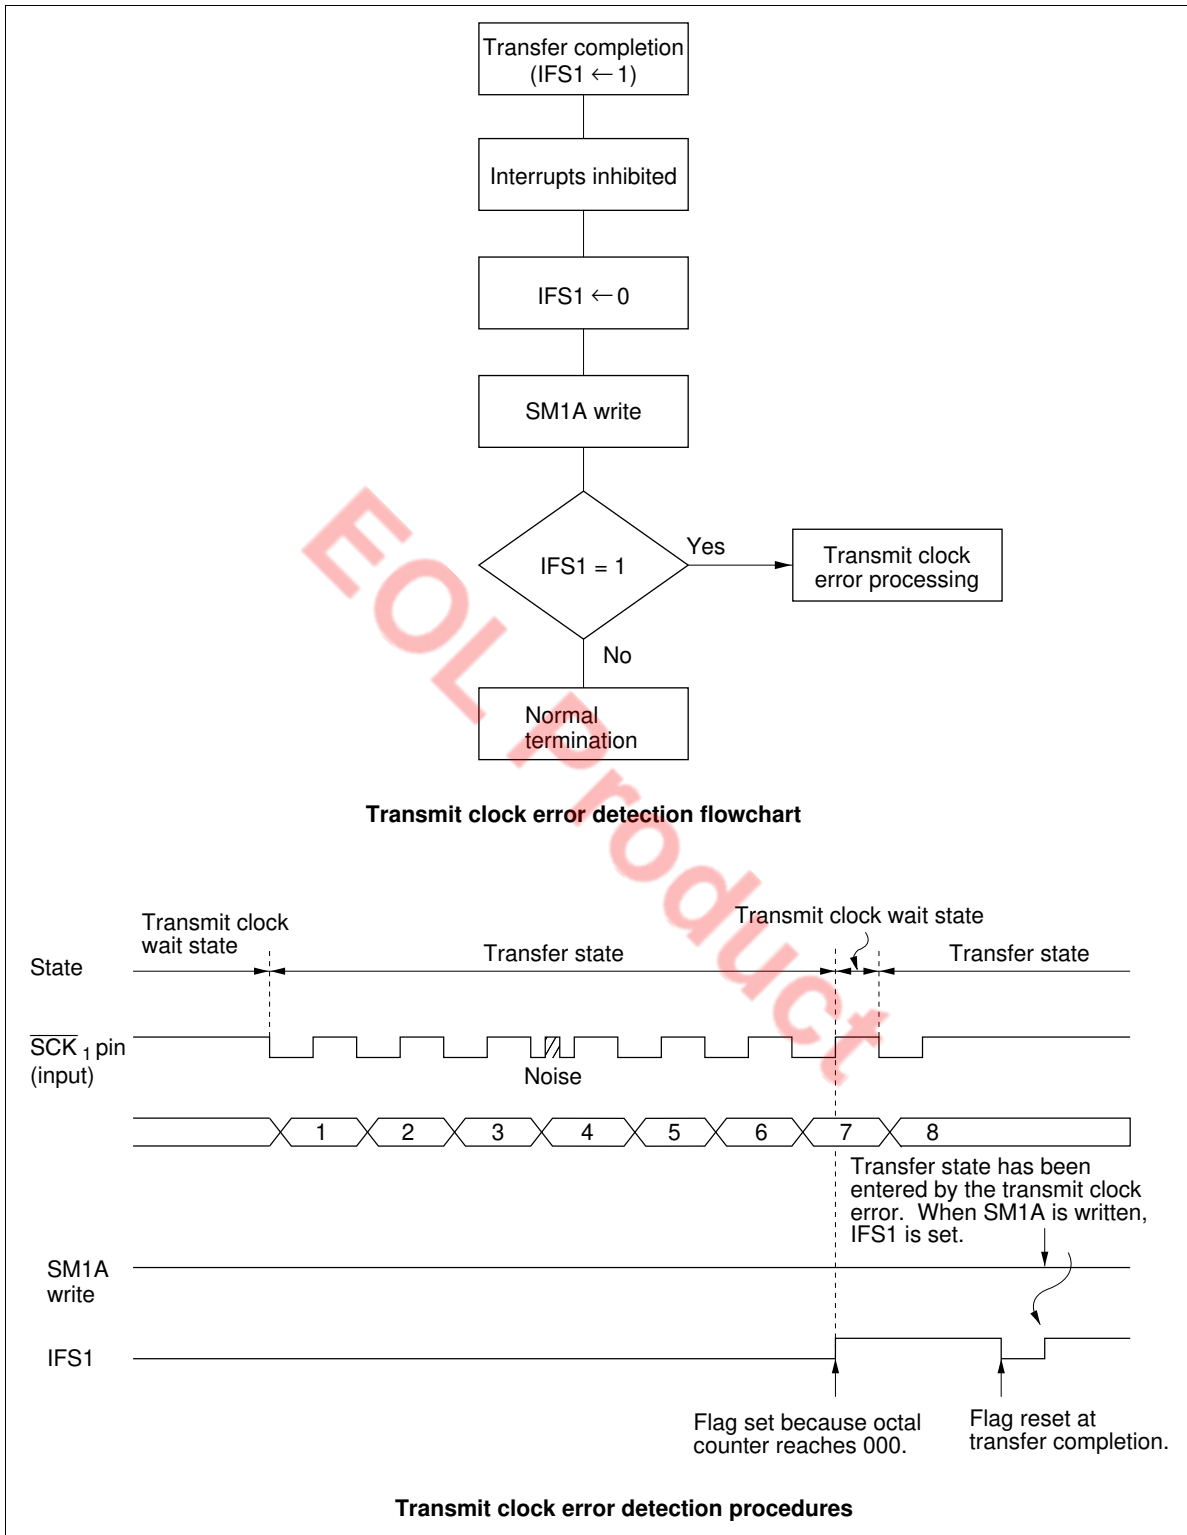 Transfer completion
(IFS1 ← 1)
Interrupts inhibited
IFS1 ← 0
SM1A write
IFS1 = 1
Yes
Transmit clock
error processing
No
Normal
termination
EOL Product
Transmit clock error detection flowchart
Transmit clock
wait state
Transmit clock wait state
State
Transfer state
Transfer state
SCK 1 pin
(input)
Noise
1 2 3 4 5 6 7 8
Transfer state has been
entered by the transmit clock
error. When SM1A is written,
IFS1 is set.
SM1A
write
IFS1
Flag set because octal
counter reaches 000.
Flag reset at
transfer completion.
Transmit clock error detection procedures